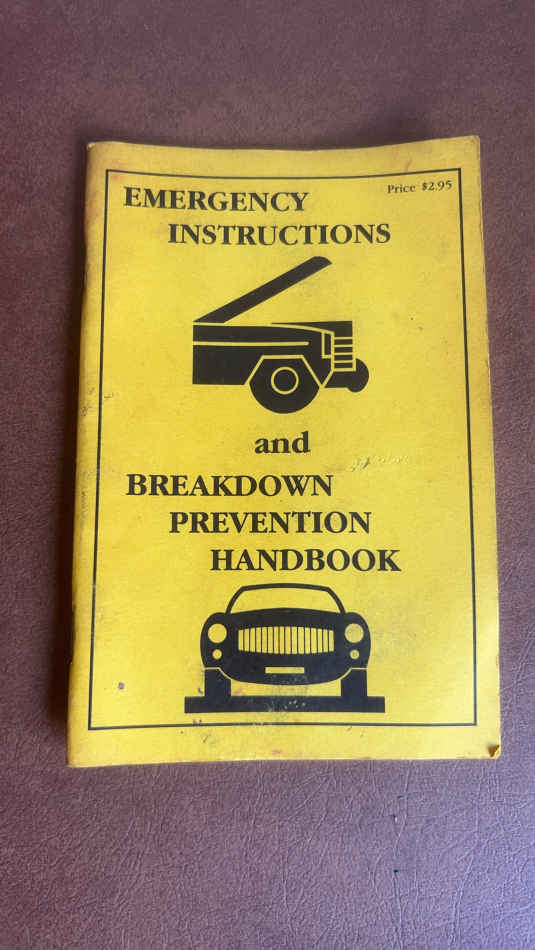 Price $2.95
EMERGENCY
INSTRUCTIONS
and
BREAKDOWN
PREVENTION
HANDBOOK